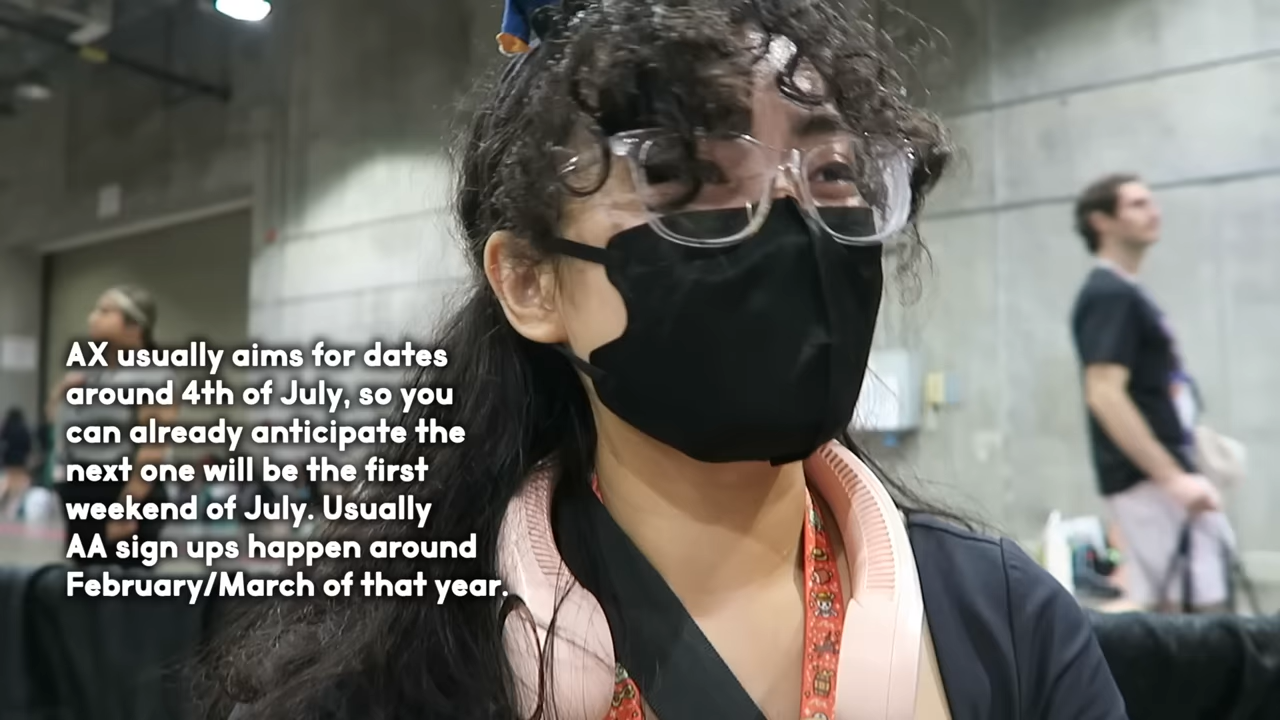 AX usually aims for dates
around 4th of July, so you
can already anticipate the
next one will be the first
weekend of July. Usually
AA sign ups happen around
February/March of that year.